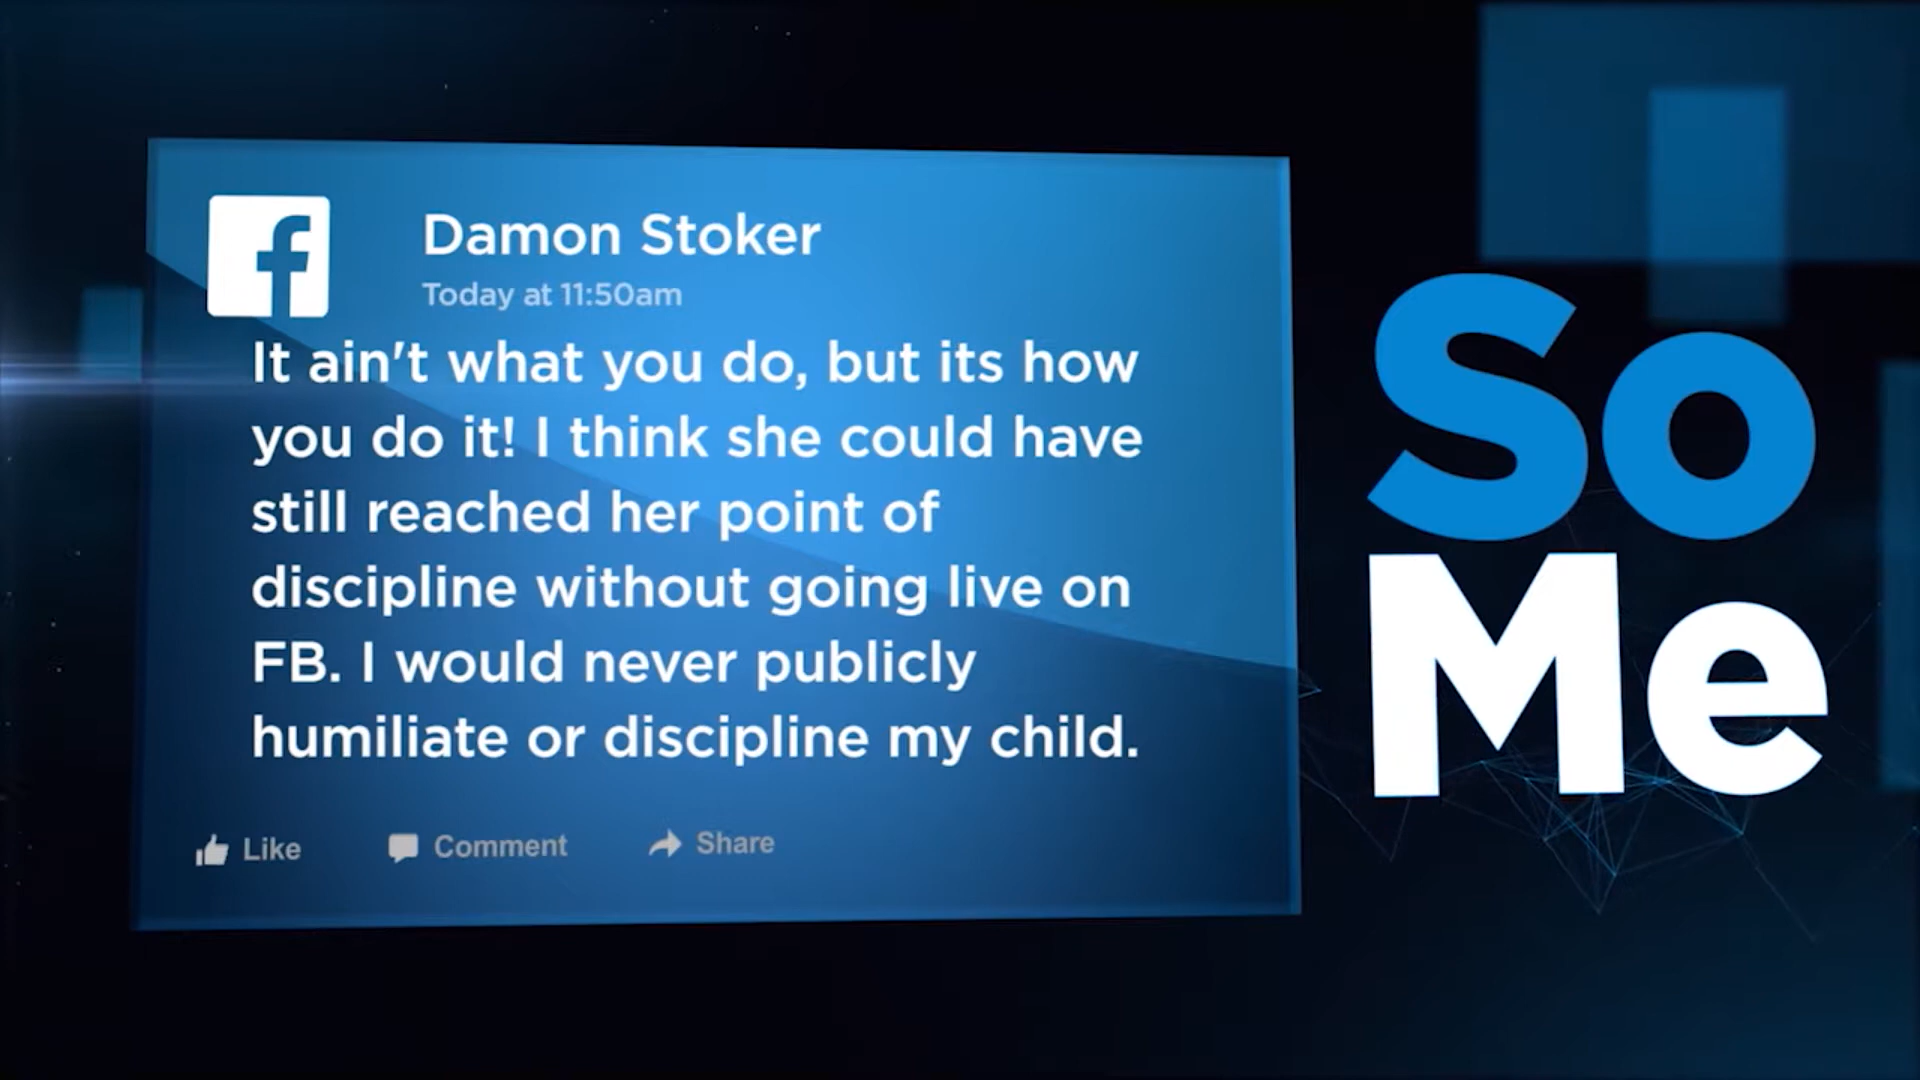 Damon Stoker
Today at 11:50am
It ain't what you do, but its how
you do it! I think she could have
still reached her point of
discipline without going live on
FB. I would never publicly
humiliate or discipline my child.
Like Comment Share
So
Me